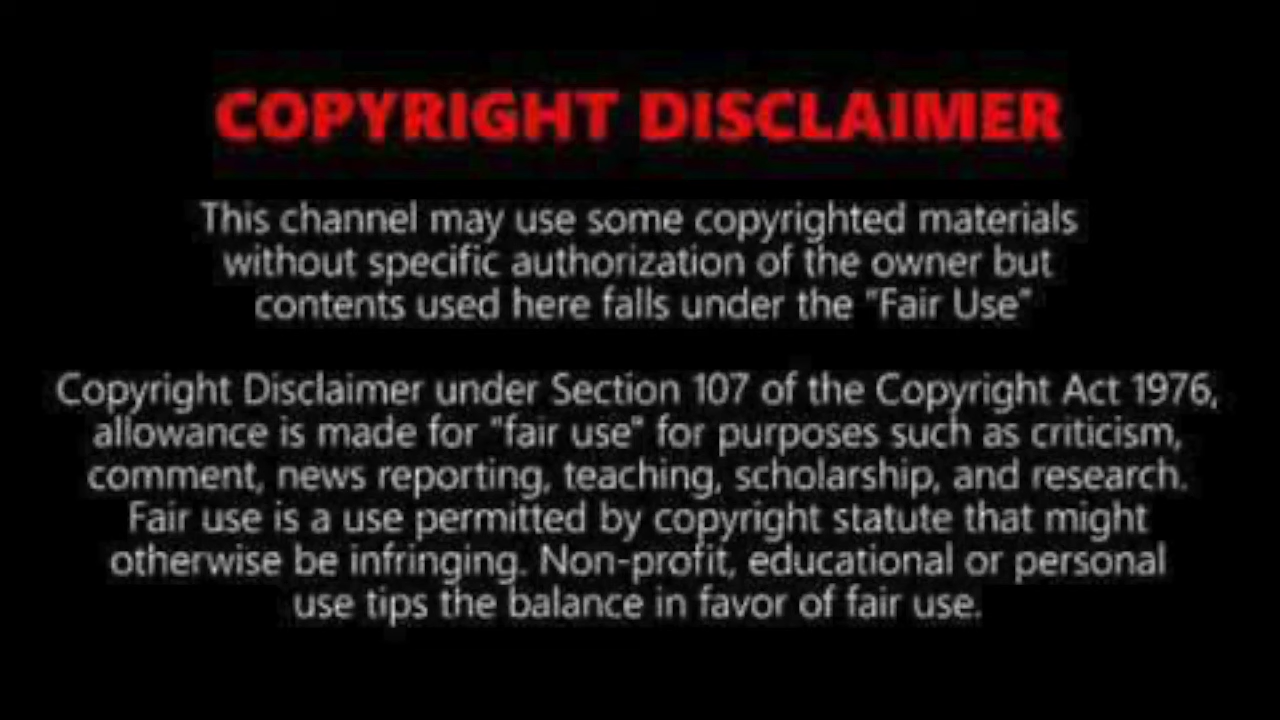 COPYRIGHT DISCLAIMER
This channel may use some copyrighted materials
without specific authorization of the owner but
contents used here falls under the "Fair Use"
Copyright Disclaimer under Section 107 of the Copyright Act 1976,
allowance is made for "fair use" for purposes such as criticism,
comment, news reporting, teaching, scholarship, and research.
Fair use is a use permitted by copyright statute that might
otherwise be infringing. Non-profit, educational or personal
use tips the balance in favor of fair use.